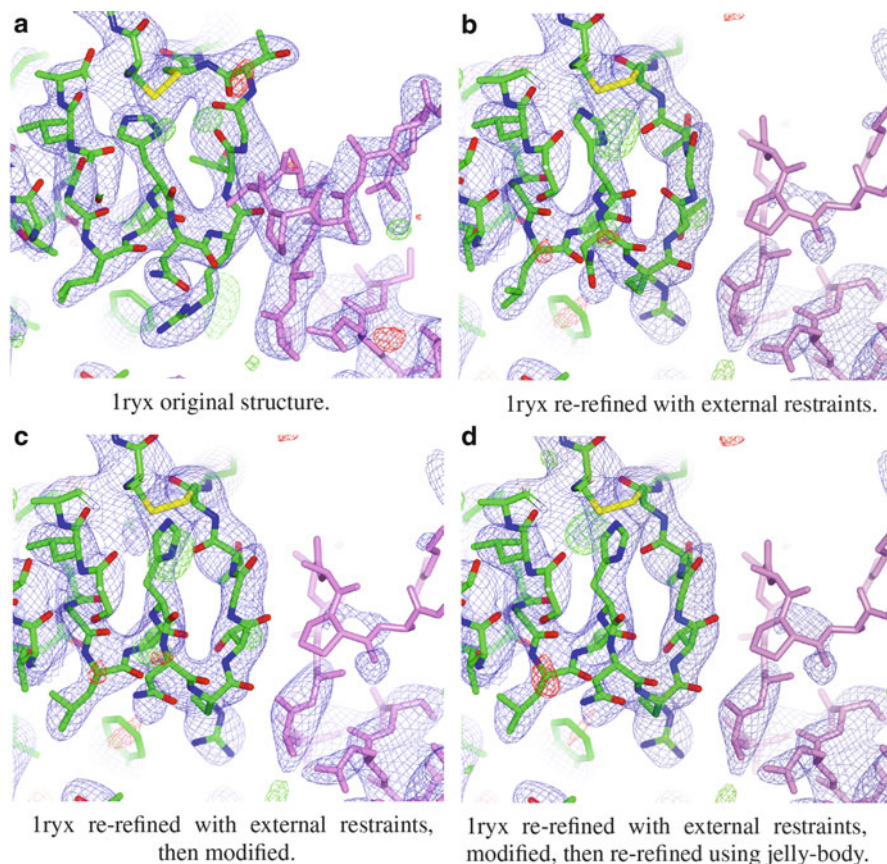 a
b
1ryx original structure.
1ryx re-refined with external restraints.
c
d
1ryx re-refined with external restraints,
then modified.
1ryx re-refined with external restraints,
modified, then re-refined using jelly-body.